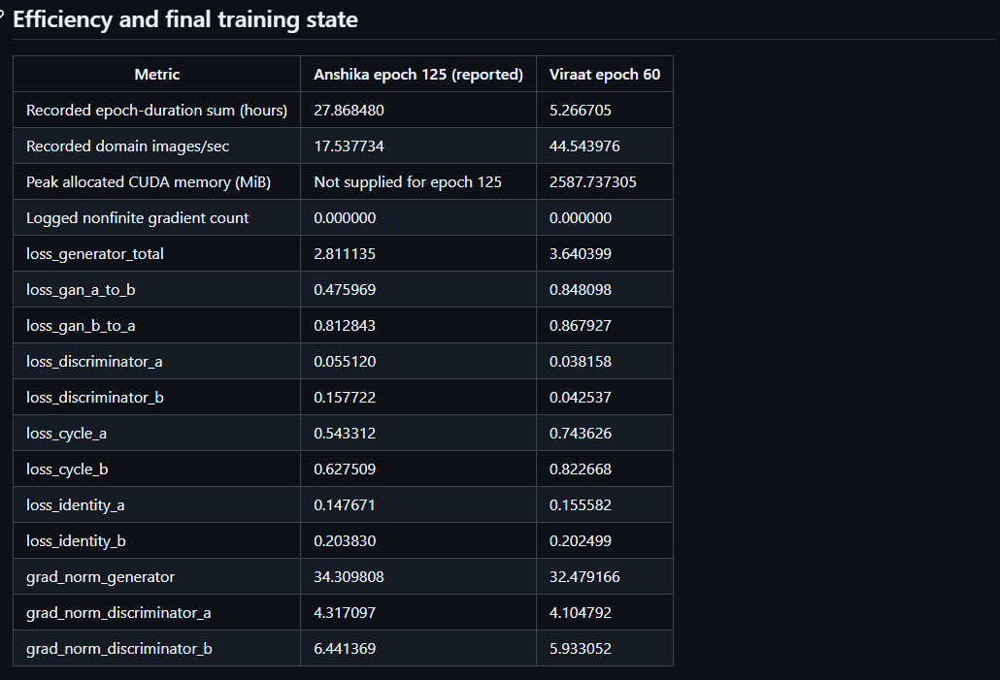 Efficiency and final training state
Metric Anshika epoch 125 (reported) Viraat epoch 60
Recorded epoch-duration sum (hours) 27.868480 5.266705
Recorded domain images/sec 17.537734 44.543976
Peak allocated CUDA memory (MiB) Not supplied for epoch 125 2587.737305
Logged nonfinite gradient count 0.000000 0.000000
loss_generator_total 2.811135 3.640399
loss_gan_a_to_b 0.475969 0.848098
loss_gan_b_to_a 0.812843 0.867927
loss_discriminator_a 0.055120 0.038158
loss_discriminator_b 0.157722 0.042537
loss_cycle_a 0.543312 0.743626
loss_cycle_b 0.627509 0.822668
loss_identity_a 0.147671 0.155582
loss_identity_b 0.203830 0.202499
grad_norm_generator 34.309808 32.479166
grad_norm_discriminator_a 4.317097 4.104792
grad_norm_discriminator_b 6.441369 5.933052